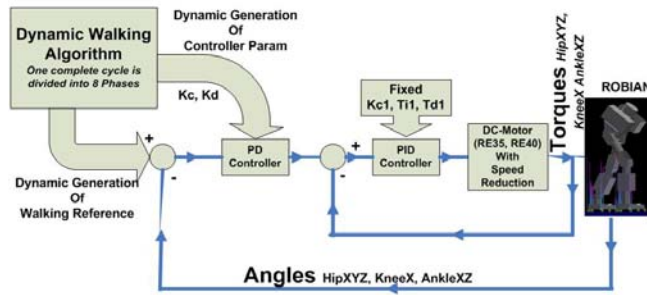 Dynamic Walking
Algorithm
One complete cycle is
divided into 8 Phases
Dynamic Generation
Of
Controller Param
Kc, Kd
Fixed
Kc1, Ti1, Td1
Torques HipXYZ,
KneeX AnkleXZ
ROBIAN
+
-
PD
Controller
+
-
PID
Controller
DC-Motor
(RE35, RE40)
With
Speed
Reduction
Dynamic Generation
Of
Walking Reference
Angles HipXYZ, KneeX, AnkleXZ